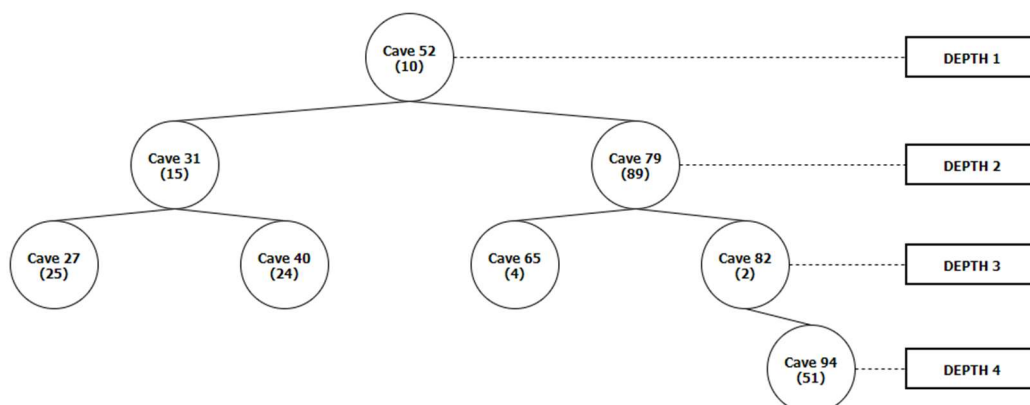 Cave 52
(10)
DEPTH 1
Cave 31
(15)
Cave 79
(89)
DEPTH 2
Cave 27
(25)
Cave 40
(24)
Cave 65
(4)
Cave 82
(2)
DEPTH 3
Cave 94
(51)
DEPTH 4